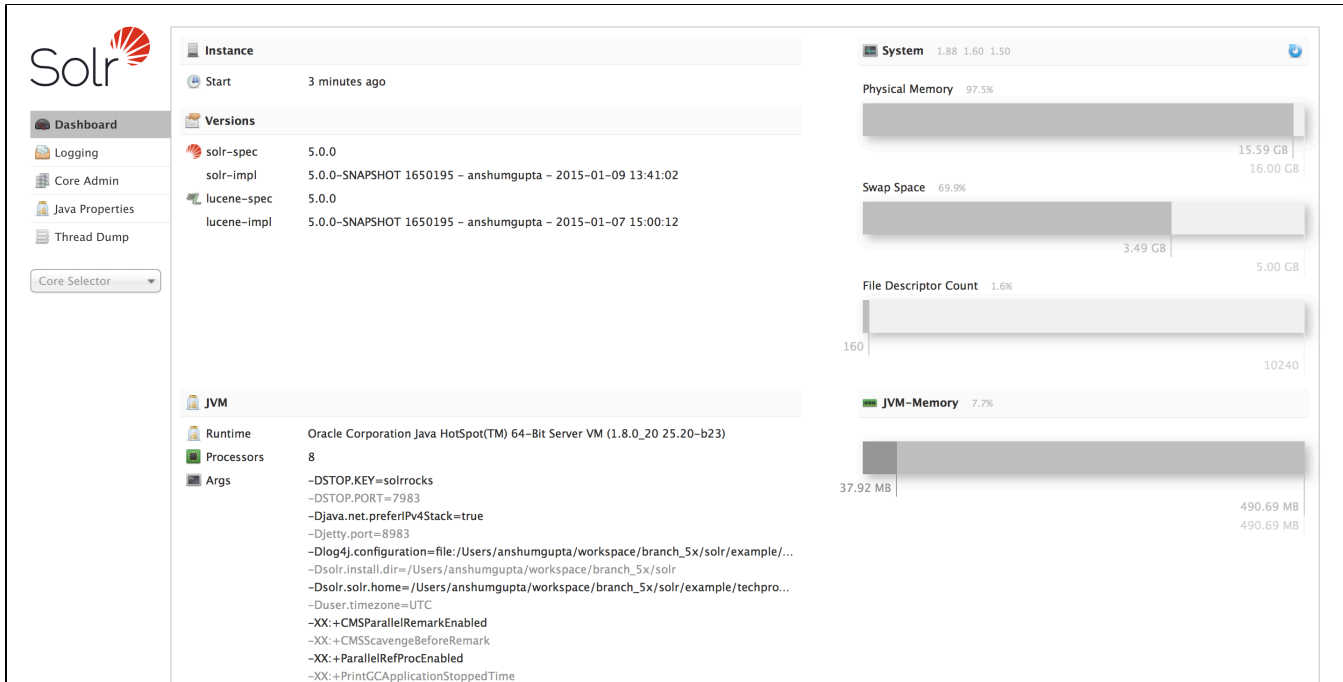 Solr
Dashboard
Logging
Core Admin
Java Properties
Thread Dump
Core Selector
Instance
Start 3 minutes ago
Versions
solr-spec 5.0.0
solr-impl 5.0.0-SNAPSHOT 1650195 - anshumgupta - 2015-01-09 13:41:02
lucene-spec 5.0.0
lucene-impl 5.0.0-SNAPSHOT 1650195 - anshumgupta - 2015-01-07 15:00:12
JVM
Runtime Oracle Corporation Java HotSpot(TM) 64-Bit Server VM (1.8.0_20 25.20-b23)
Processors 8
Args -DSTOP.KEY=solrrocks
-DSTOP.PORT=7983
-Djava.net.preferIPv4Stack=true
-Djetty.port=8983
-Dlog4j.configuration=file:/Users/anshumgupta/workspace/branch_5x/solr/example/...
-Dsolr.install.dir=/Users/anshumgupta/workspace/branch_5x/solr
-Dsolr.solr.home=/Users/anshumgupta/workspace/branch_5x/solr/example/techpro...
-Duser.timezone=UTC
-XX:+CMSParallelRemarkEnabled
-XX:+CMSScavengeBeforeRemark
-XX:+ParallelRefProcEnabled
-XX:+PrintGCApplicationStoppedTime
System 1.88 1.60 1.50
Physical Memory 97.5%
15.59 GB
16.00 GB
Swap Space 69.9%
3.49 GB
5.00 GB
File Descriptor Count 1.6%
160
10240
JVM-Memory 7.7%
37.92 MB
490.69 MB
490.69 MB